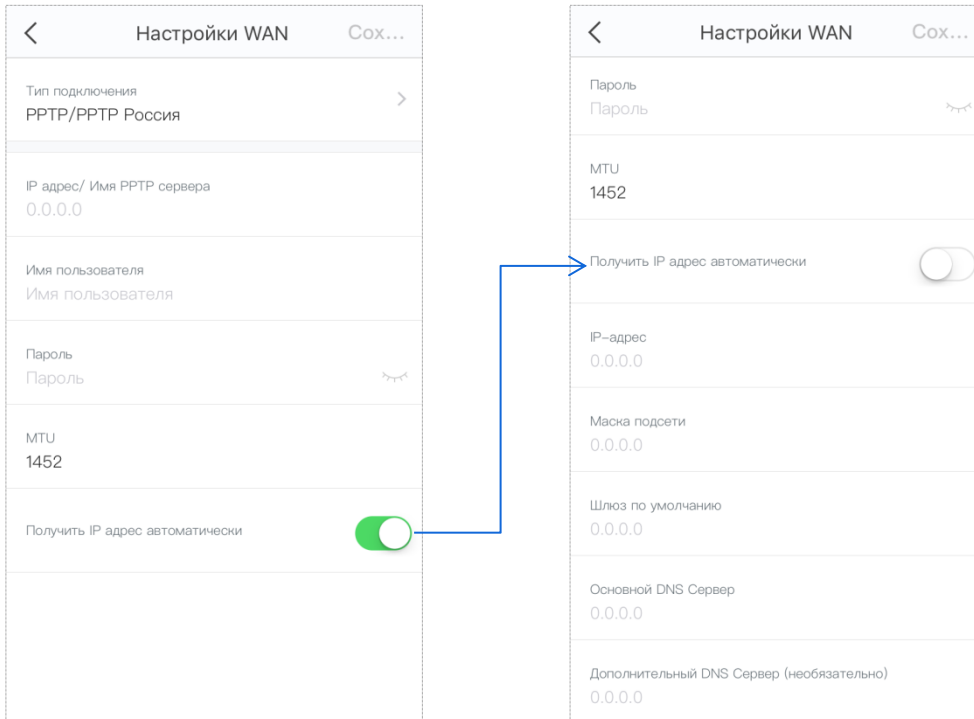 Настройки WAN
Сох...
Тип подключения
PPTP/PPTP Россия
IP адрес/ Имя PPTP сервера
0.0.0.0
Имя пользователя
Имя пользователя
Пароль
Пароль
MTU
1452
Получить IP адрес автоматически
Настройки WAN
Сох...
Пароль
Пароль
MTU
1452
Получить IP адрес автоматически
IP-адрес
0.0.0.0
Маска подсети
0.0.0.0
Шлюз по умолчанию
0.0.0.0
Основной DNS Сервер
0.0.0.0
Дополнительный DNS Сервер (необязательно)
0.0.0.0